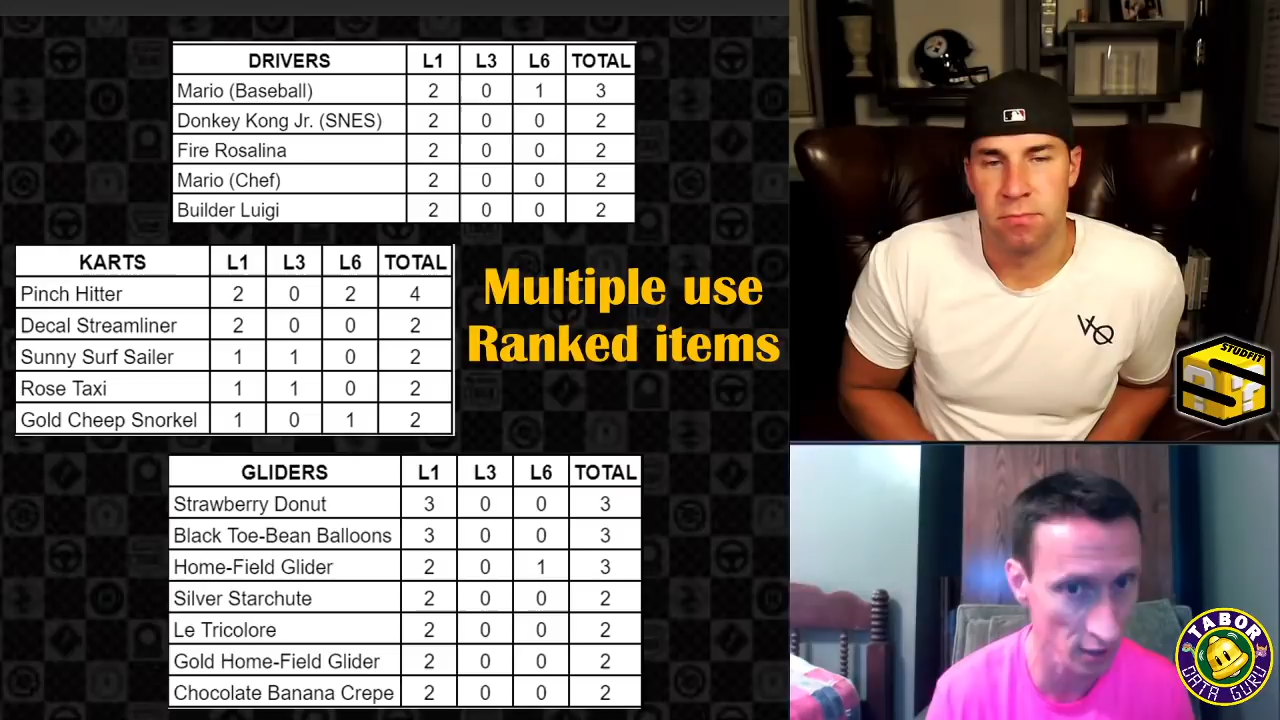 DRIVERS L1 L3 L6 TOTAL
Mario (Baseball) 2 0 1 3
Donkey Kong Jr. (SNES) 2 0 0 2
Fire Rosalina 2 0 0 2
Mario (Chef) 2 0 0 2
Builder Luigi 2 0 0 2
KARTS L1 L3 L6 TOTAL
Pinch Hitter 2 0 2 4
Decal Streamliner 2 0 0 2
Sunny Surf Sailer 1 1 0 2
Rose Taxi 1 1 0 2
Gold Cheep Snorkel 1 0 1 2
Multiple use
Ranked items
GLIDERS L1 L3 L6 TOTAL
Strawberry Donut 3 0 0 3
Black Toe-Bean Balloons 3 0 0 3
Home-Field Glider 2 0 1 3
Silver Starchute 2 0 0 2
Le Tricolore 2 0 0 2
Gold Home-Field Glider 2 0 0 2
Chocolate Banana Crepe 2 0 0 2
STUDPIT
TABOR
DATA GURU